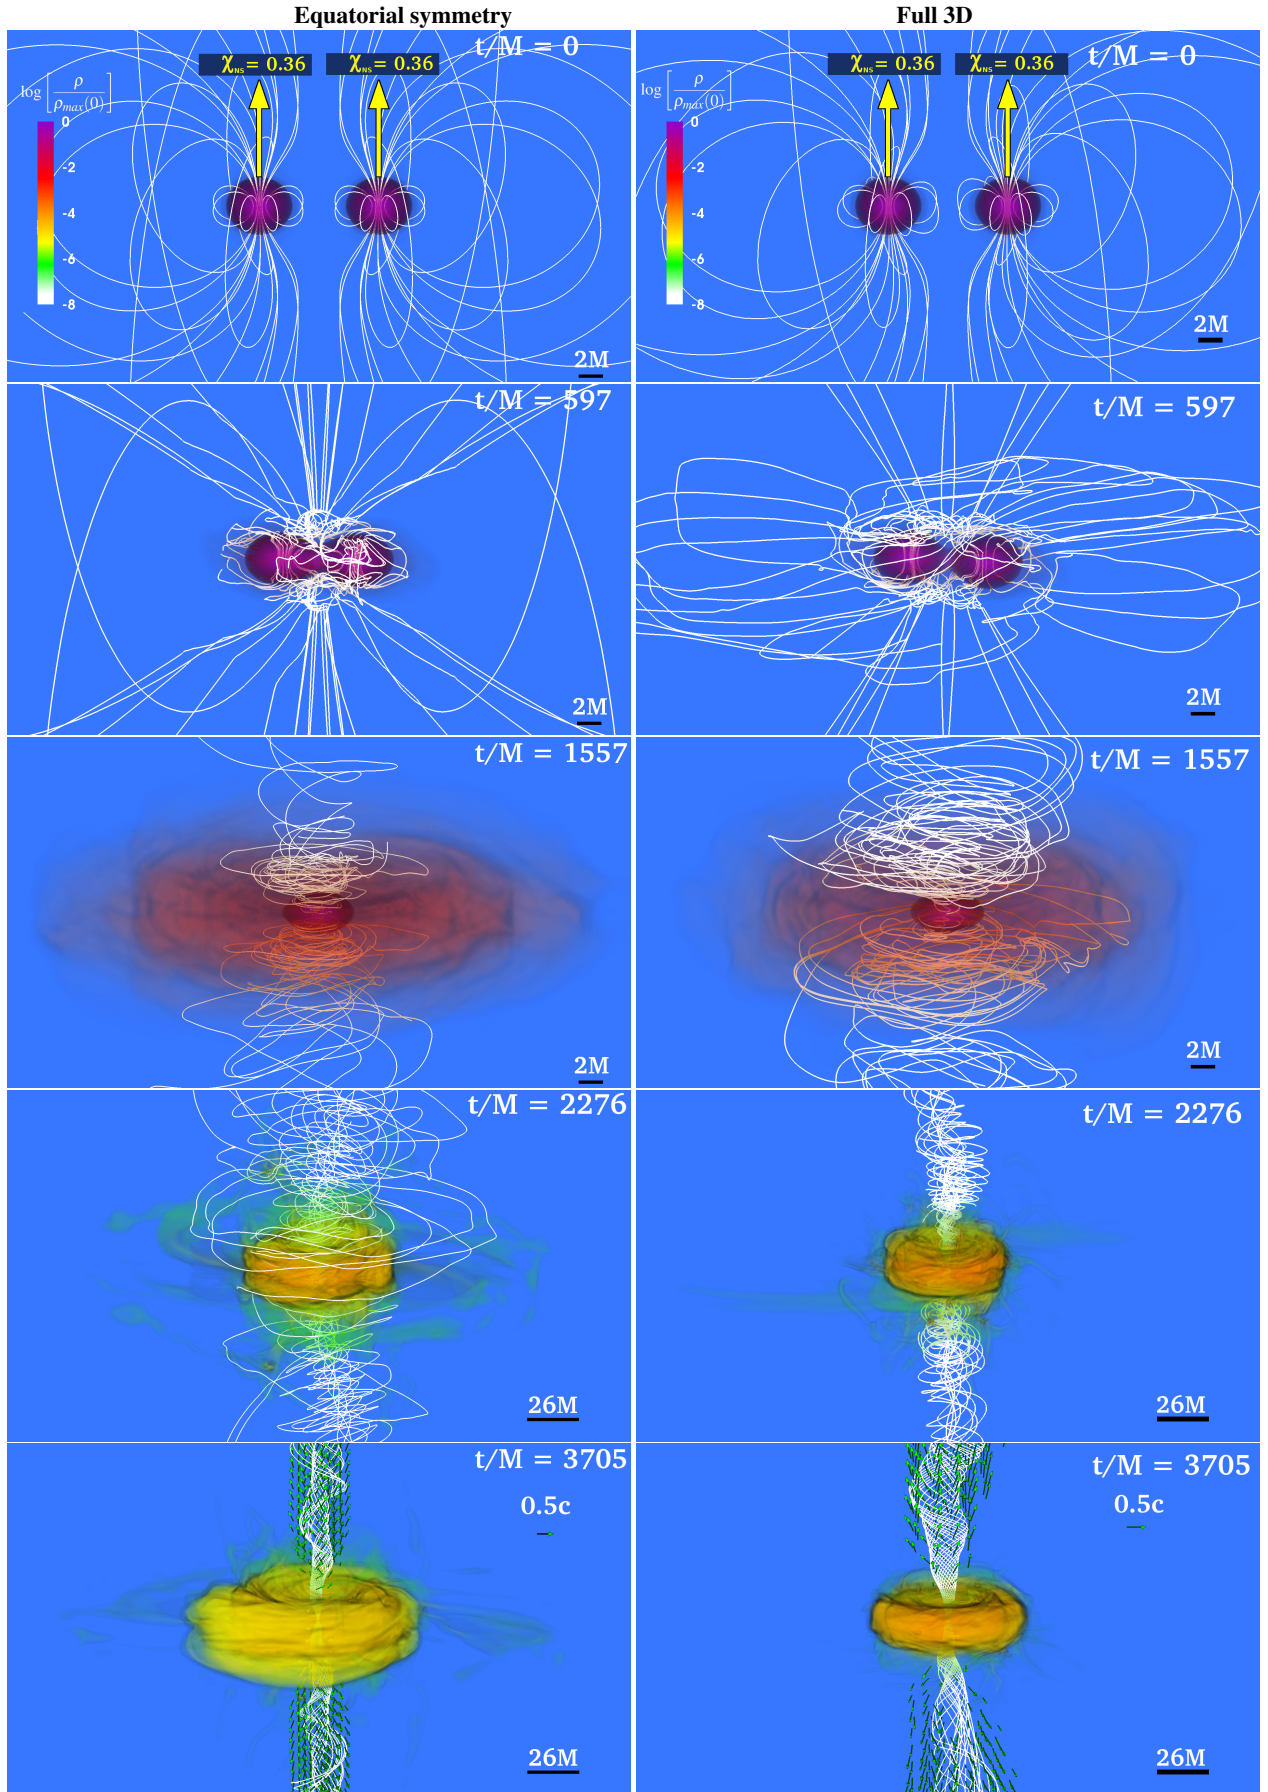 Equatorial symmetry
Full 3D
χNS = 0.36
χNS = 0.36
t/M = 0
log [ρ / ρmax(0)]
0
-2
-4
-6
-8
2M
χNS = 0.36
χNS = 0.36
t/M = 0
log [ρ / ρmax(0)]
0
-2
-4
-6
-8
2M
t/M = 597
2M
t/M = 597
2M
t/M = 1557
2M
t/M = 1557
2M
t/M = 2276
26M
t/M = 2276
26M
t/M = 3705
0.5c
26M
t/M = 3705
0.5c
26M